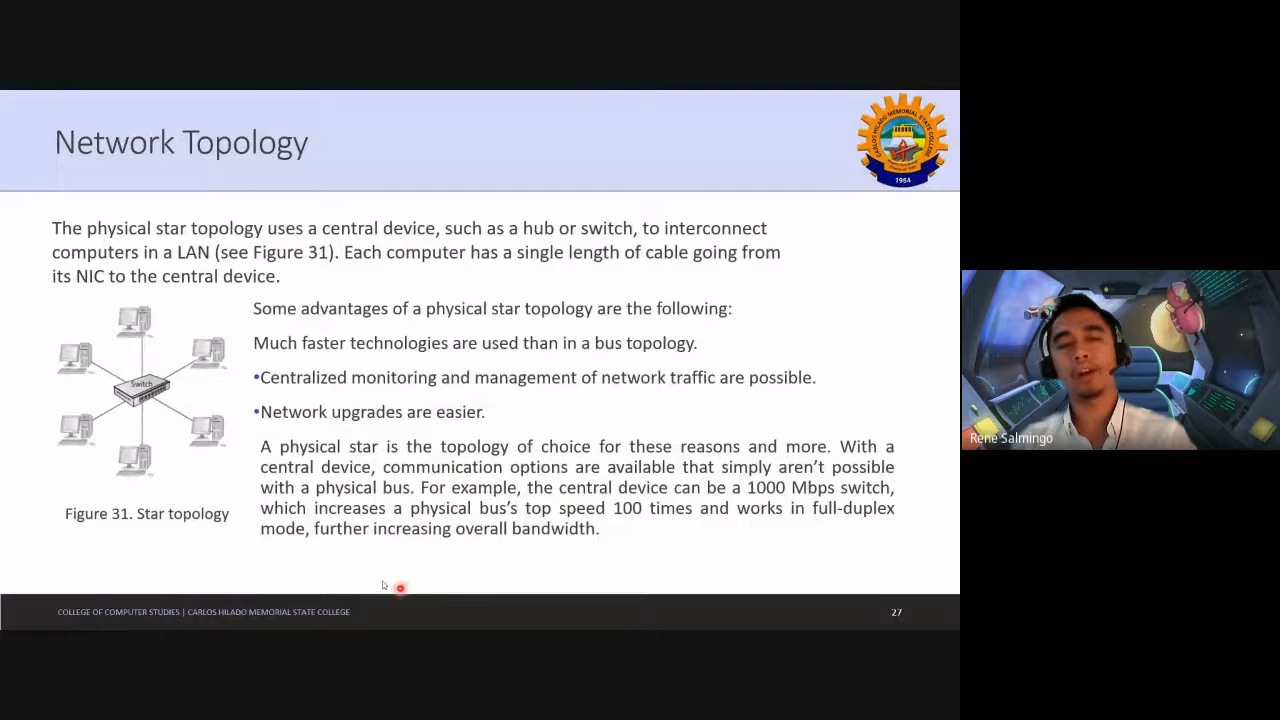 Network Topology
CARLOS HILADO MEMORIAL STATE COLLEGE
1954
The physical star topology uses a central device, such as a hub or switch, to interconnect
computers in a LAN (see Figure 31). Each computer has a single length of cable going from
its NIC to the central device.
Switch
Figure 31. Star topology
Some advantages of a physical star topology are the following:
Much faster technologies are used than in a bus topology.
•Centralized monitoring and management of network traffic are possible.
•Network upgrades are easier.
A physical star is the topology of choice for these reasons and more. With a
central device, communication options are available that simply aren’t possible
with a physical bus. For example, the central device can be a 1000 Mbps switch,
which increases a physical bus’s top speed 100 times and works in full-duplex
mode, further increasing overall bandwidth.
COLLEGE OF COMPUTER STUDIES | CARLOS HILADO MEMORIAL STATE COLLEGE
27
Rene Salmingo